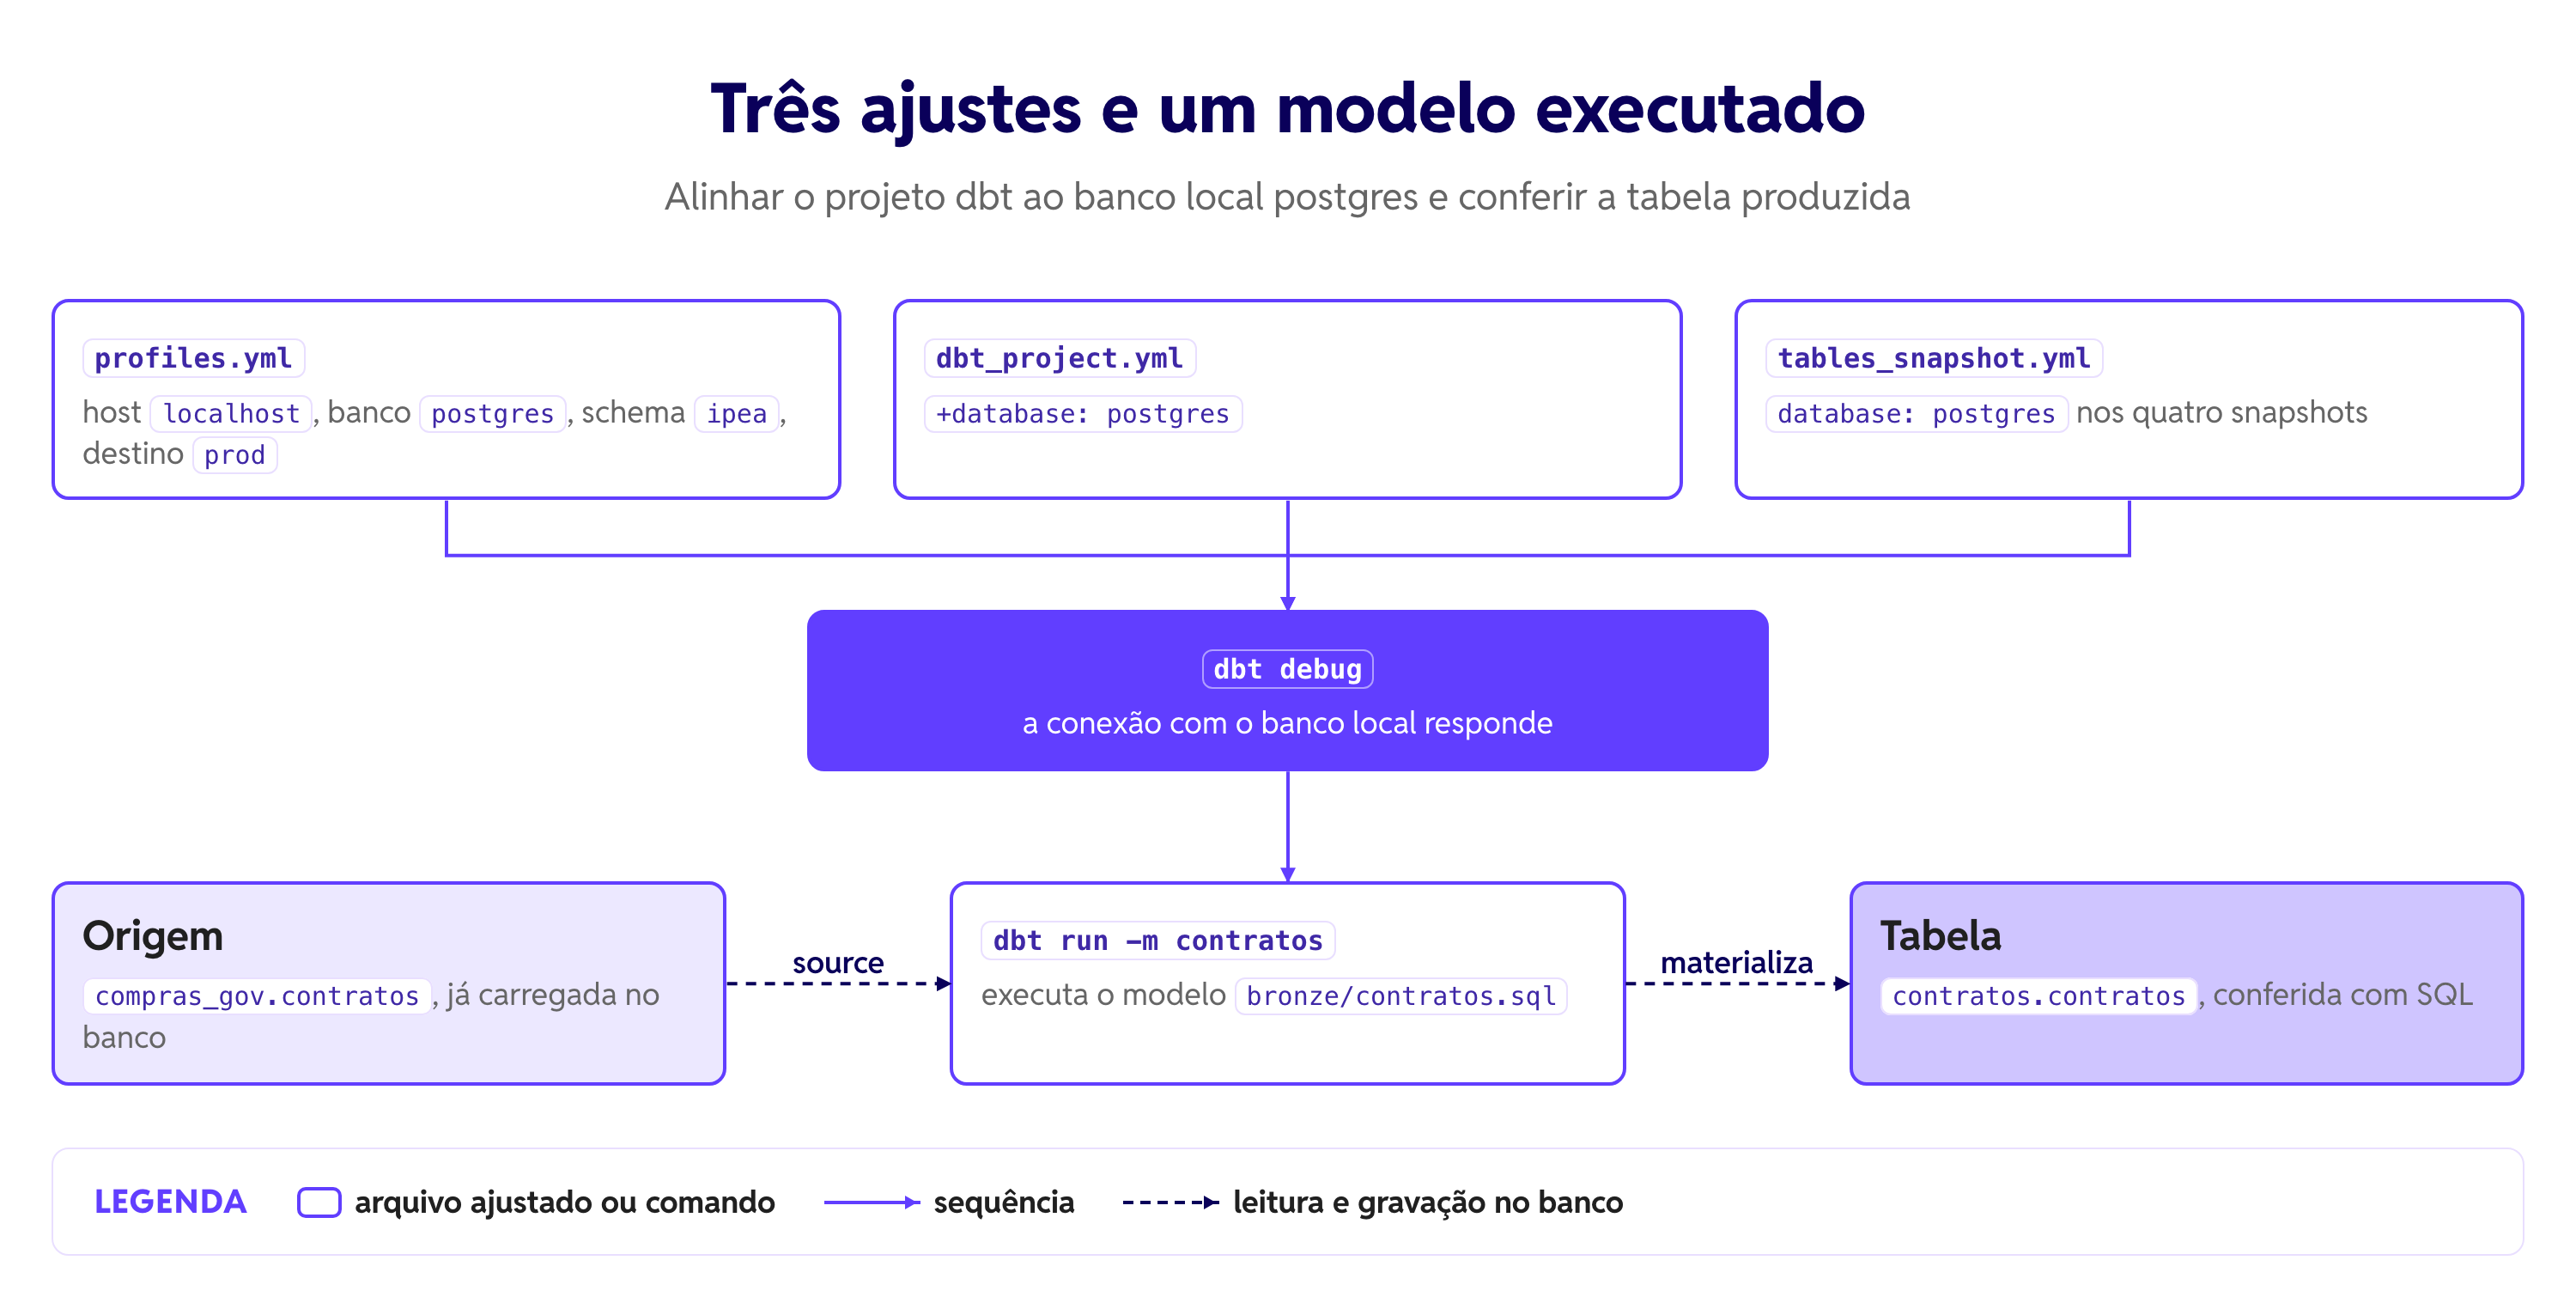 Três ajustes e um modelo executado
Alinhar o projeto dbt ao banco local postgres e conferir a tabela produzida
profiles.yml
host localhost, banco postgres, schema ipea,
destino prod
dbt_project.yml
+database: postgres
tables_snapshot.yml
database: postgres nos quatro snapshots
dbt debug
a conexão com o banco local responde
Origem
compras_gov.contratos, já carregada no
banco
source
dbt run -m contratos
executa o modelo bronze/contratos.sql
materializa
Tabela
contratos.contratos, conferida com SQL
LEGENDA
arquivo ajustado ou comando
sequência
leitura e gravação no banco